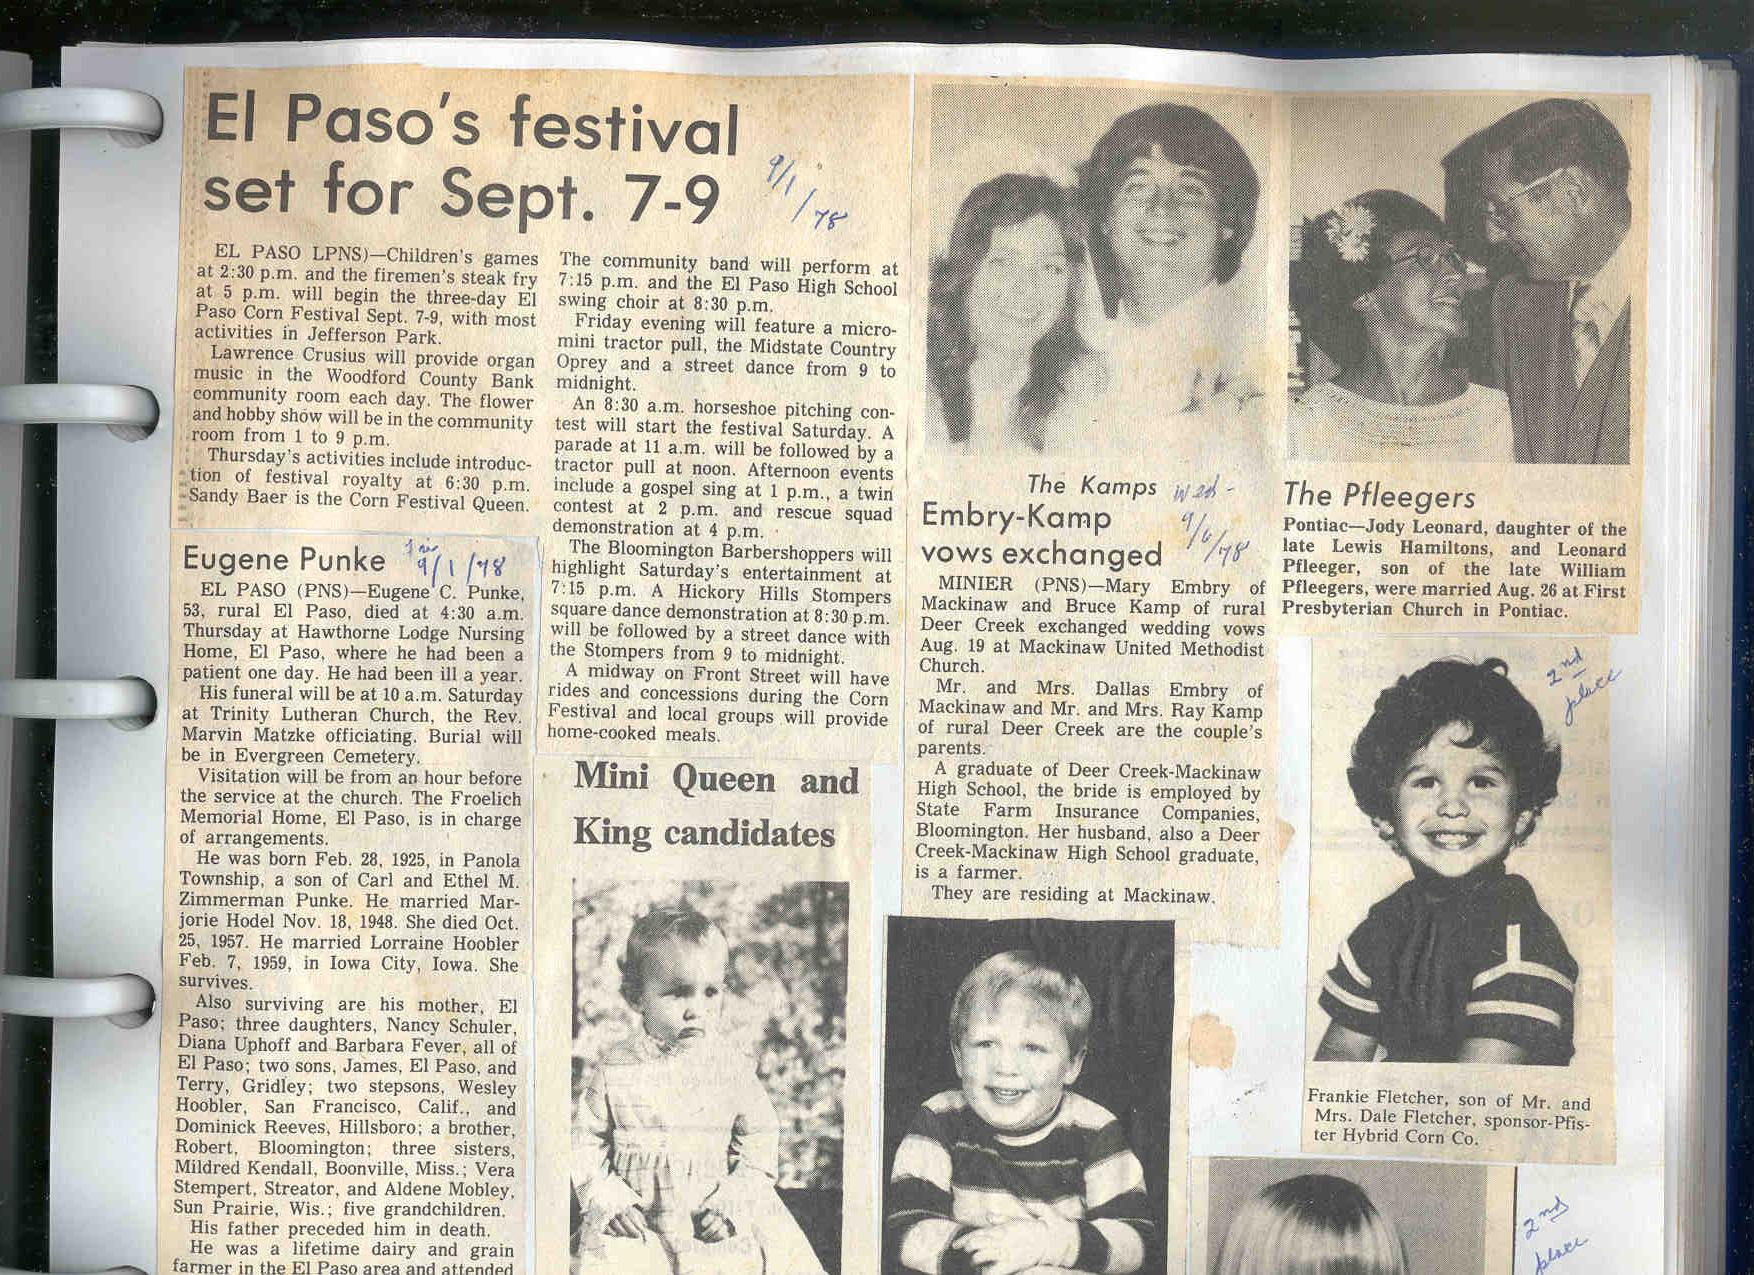 El Paso's festival
set for Sept. 7-9
9/1/78
EL PASO LPNS)—Children's games
at 2:30 p.m. and the firemen's steak fry
at 5 p.m. will begin the three-day El
Paso Corn Festival Sept. 7-9, with most
activities in Jefferson Park.
Lawrence Crusius will provide organ
music in the Woodford County Bank
community room each day. The flower
and hobby show will be in the community
room from 1 to 9 p.m.
Thursday's activities include introduc-
tion of festival royalty at 6:30 p.m.
Sandy Baer is the Corn Festival Queen.
The community band will perform at
7:15 p.m. and the El Paso High School
swing choir at 8:30 p.m.
Friday evening will feature a micro-
mini tractor pull, the Midstate Country
Oprey and a street dance from 9 to
midnight.
An 8:30 a.m. horseshoe pitching con-
test will start the festival Saturday. A
parade at 11 a.m. will be followed by a
tractor pull at noon. Afternoon events
include a gospel sing at 1 p.m., a twin
contest at 2 p.m. and rescue squad
demonstration at 4 p.m.
The Bloomington Barbershoppers will
highlight Saturday's entertainment at
7:15 p.m. A Hickory Hills Stompers
square dance demonstration at 8:30 p.m.
will be followed by a street dance with
the Stompers from 9 to midnight.
A midway on Front Street will have
rides and concessions during the Corn
Festival and local groups will provide
home-cooked meals.
Eugene Punke
Fri
9/1/78
EL PASO (PNS)—Eugene C. Punke,
53, rural El Paso, died at 4:30 a.m.
Thursday at Hawthorne Lodge Nursing
Home, El Paso, where he had been a
patient one day. He had been ill a year.
His funeral will be at 10 a.m. Saturday
at Trinity Lutheran Church, the Rev.
Marvin Matzke officiating. Burial will
be in Evergreen Cemetery.
Visitation will be from an hour before
the service at the church. The Froelich
Memorial Home, El Paso, is in charge
of arrangements.
He was born Feb. 28, 1925, in Panola
Township, a son of Carl and Ethel M.
Zimmerman Punke. He married Mar-
jorie Hodel Nov. 18, 1948. She died Oct.
25, 1957. He married Lorraine Hoobler
Feb. 7, 1959, in Iowa City, Iowa. She
survives.
Also surviving are his mother, El
Paso; three daughters, Nancy Schuler,
Diana Uphoff and Barbara Fever, all of
El Paso; two sons, James, El Paso, and
Terry, Gridley; two stepsons, Wesley
Hoobler, San Francisco, Calif., and
Dominick Reeves, Hillsboro; a brother,
Robert, Bloomington; three sisters,
Mildred Kendall, Boonville, Miss.; Vera
Stempert, Streator, and Aldene Mobley,
Sun Prairie, Wis.; five grandchildren.
His father preceded him in death.
He was a lifetime dairy and grain
farmer in the El Paso area and attended
Mini Queen and
King candidates
The Kamps
Wed-
9/6/78
Embry-Kamp
vows exchanged
MINIER (PNS)—Mary Embry of
Mackinaw and Bruce Kamp of rural
Deer Creek exchanged wedding vows
Aug. 19 at Mackinaw United Methodist
Church.
Mr. and Mrs. Dallas Embry of
Mackinaw and Mr. and Mrs. Ray Kamp
of rural Deer Creek are the couple's
parents.
A graduate of Deer Creek-Mackinaw
High School, the bride is employed by
State Farm Insurance Companies,
Bloomington. Her husband, also a Deer
Creek-Mackinaw High School graduate,
is a farmer.
They are residing at Mackinaw.
The Pfleegers
Pontiac—Jody Leonard, daughter of the
late Lewis Hamiltons, and Leonard
Pfleeger, son of the late William
Pfleegers, were married Aug. 26 at First
Presbyterian Church in Pontiac.
2nd
place
Frankie Fletcher, son of Mr. and
Mrs. Dale Fletcher, sponsor-Pfis-
ter Hybrid Corn Co.
2nd
place